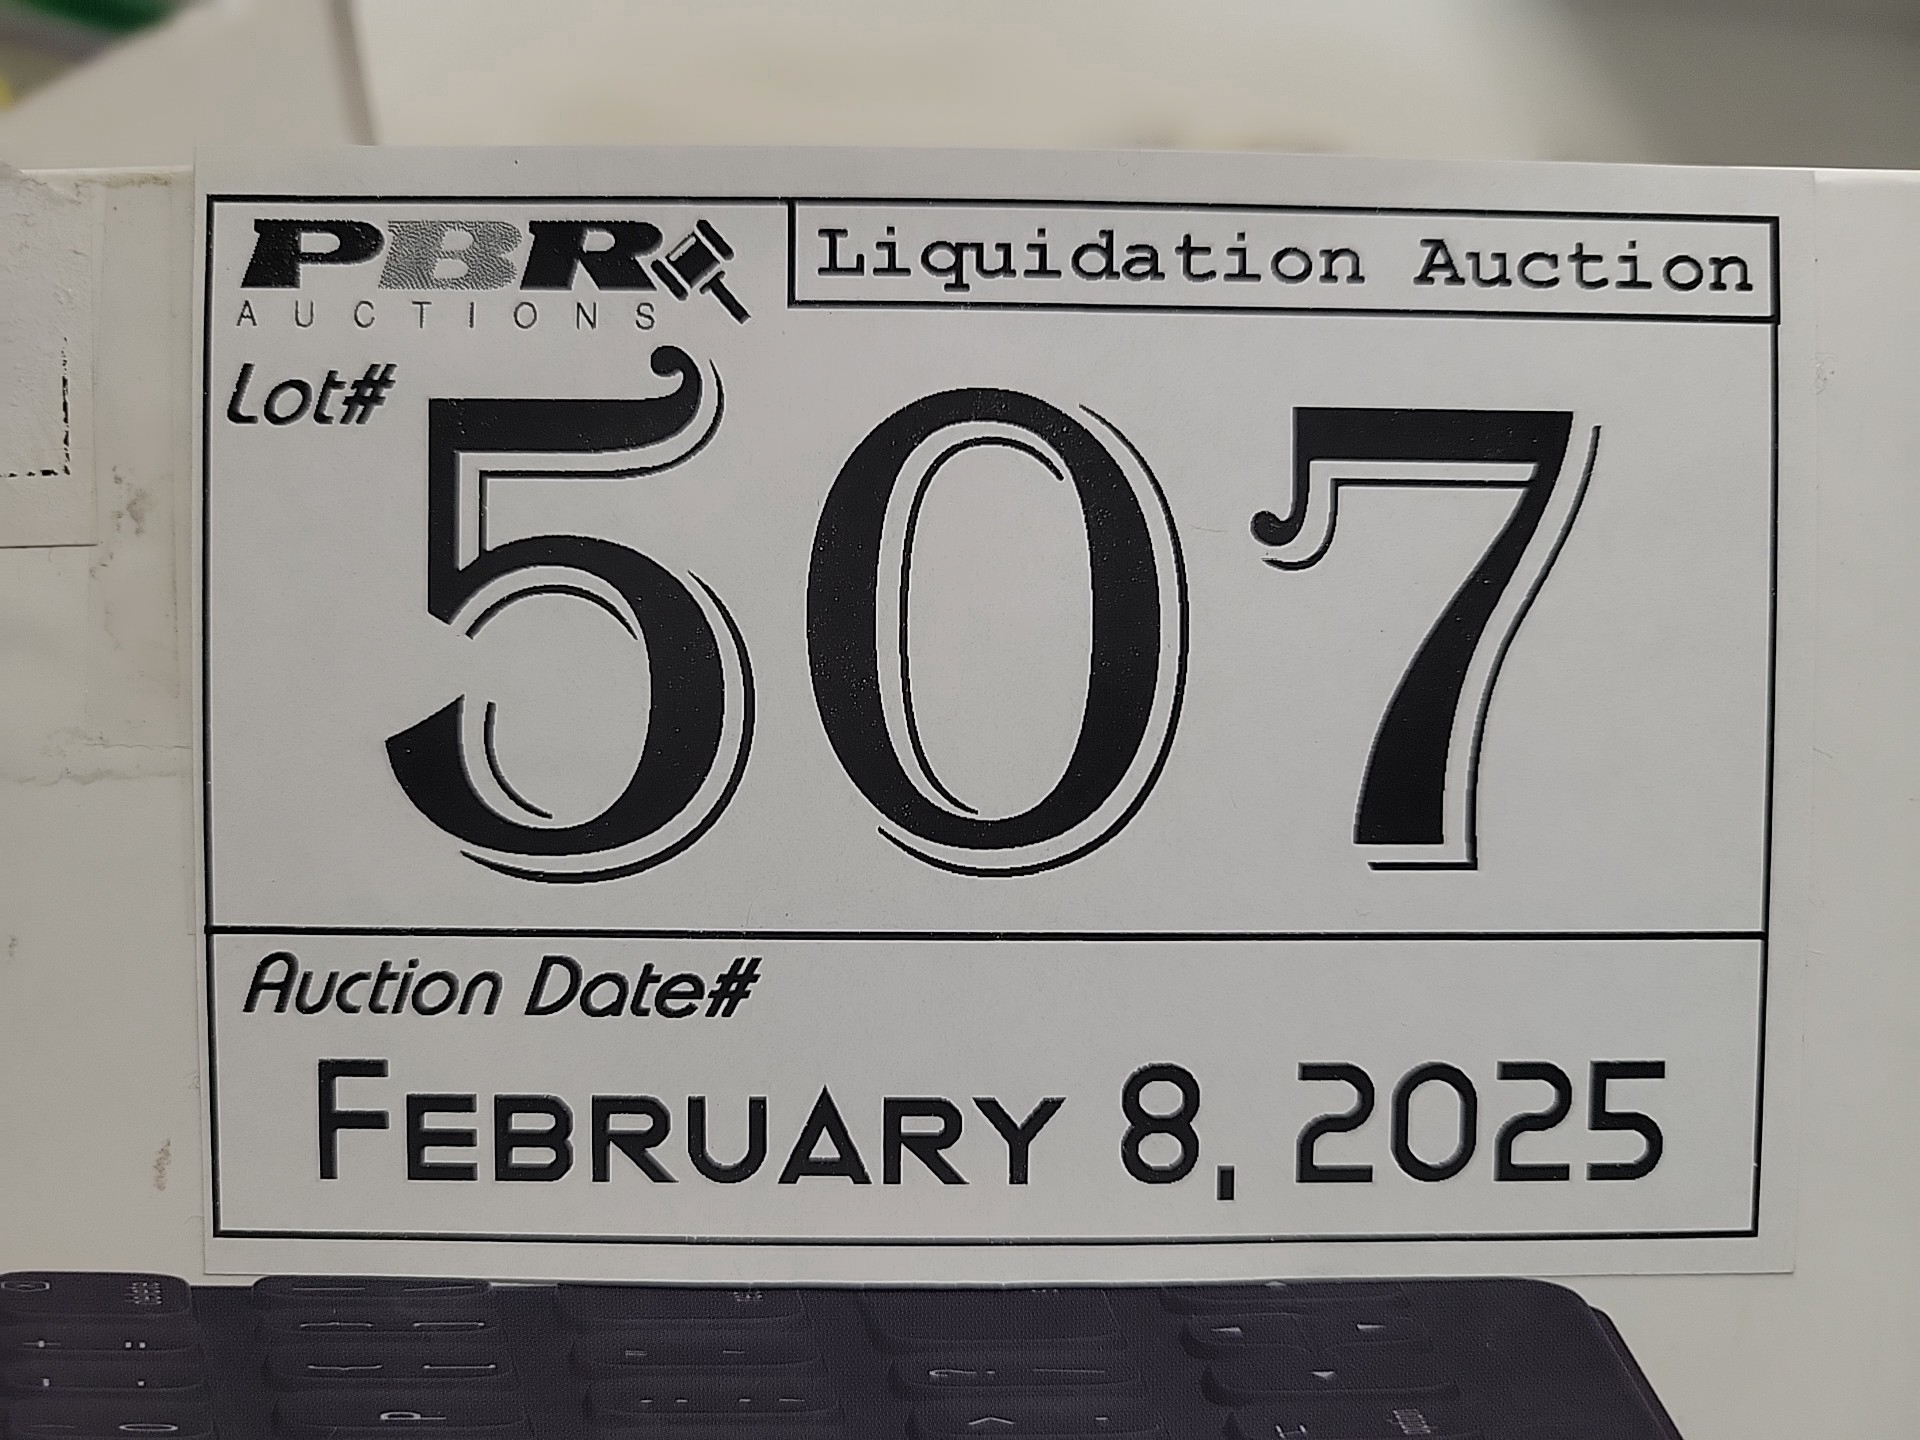 PBR
AUCTIONS
Liquidation Auction
Lot#
507
Auction Date#
FEBRUARY 8, 2025